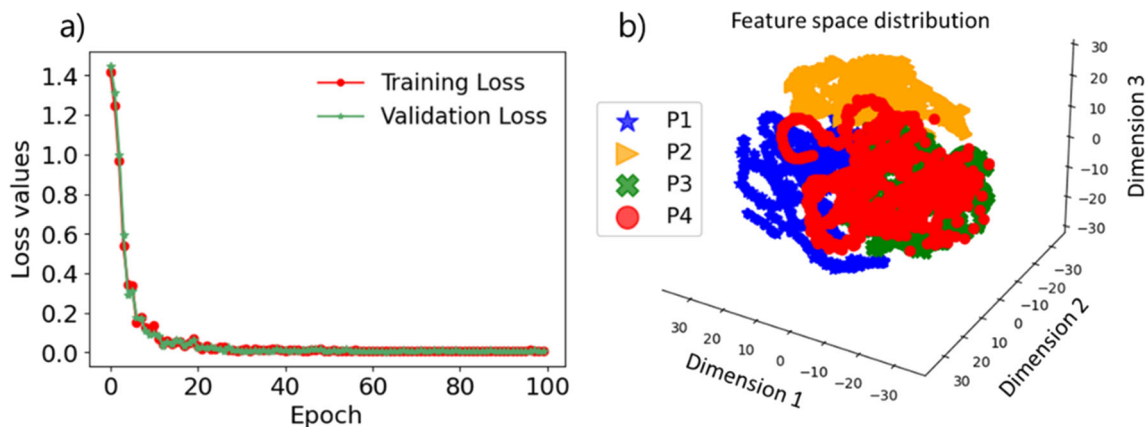 a)
Loss values
1.4
1.2
1.0
0.8
0.6
0.4
0.2
0.0
0 20 40 60 80 100
Epoch
Training Loss
Validation Loss
b)
Feature space distribution
P1
P2
P3
P4
30
20
10
0
−10
−20
−30
Dimension 3
30 20 10 0 −10 −20 −30
Dimension 1
−30
−20
−10
0
10
20
30
Dimension 2